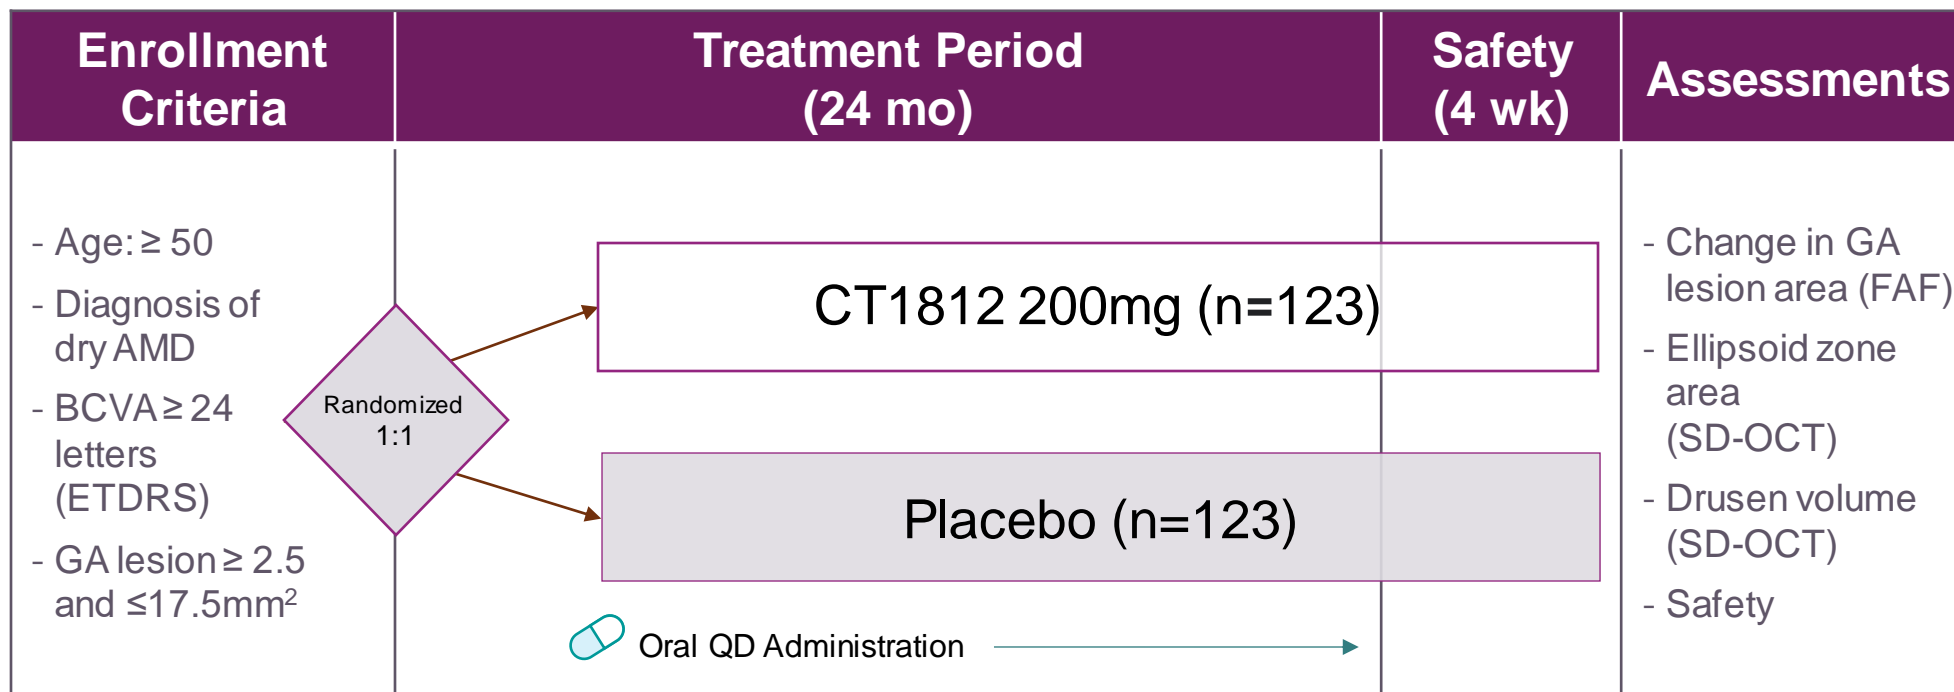 Enrollment
Criteria
Treatment Period
(24 mo)
Safety
(4 wk)
Assessments
- Age: ≥ 50
- Diagnosis of
dry AMD
- BCVA ≥ 24
letters
(ETDRS)
- GA lesion ≥ 2.5
and ≤17.5mm²
Randomized
1:1
CT1812 200mg (n=123)
Placebo (n=123)
Oral QD Administration
- Change in GA
lesion area (FAF)
- Ellipsoid zone
area
(SD-OCT)
- Drusen volume
(SD-OCT)
- Safety